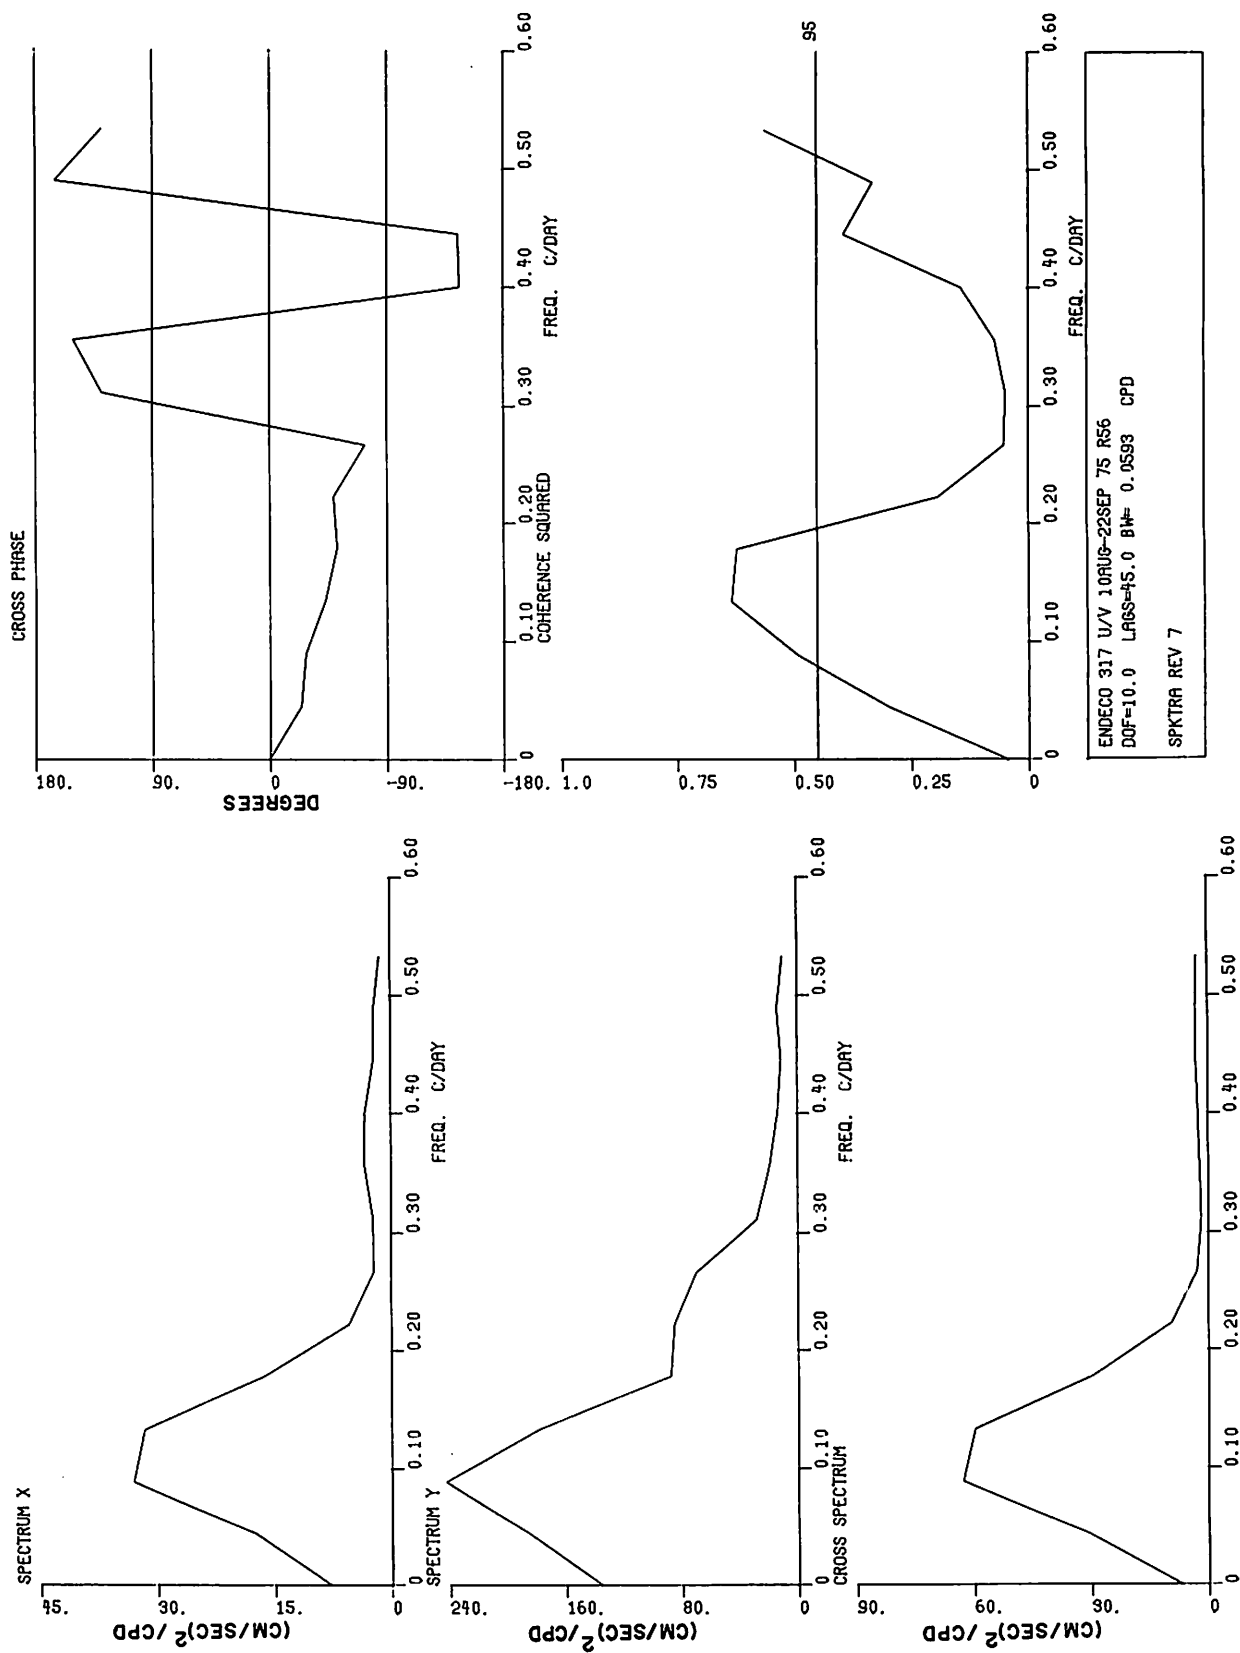 SPECTRUM X
45.
30.
15.
0
(CM/SEC)²/CPD
0 0.10 0.20 0.30 0.40 0.50 0.60
FREQ. C/DAY
SPECTRUM Y
240.
160.
80.
0
(CM/SEC)²/CPD
0 0.10 0.20 0.30 0.40 0.50 0.60
FREQ. C/DAY
CROSS SPECTRUM
90.
60.
30.
0
(CM/SEC)²/CPD
0 0.10 0.20 0.30 0.40 0.50 0.60
CROSS PHASE
180.
90.
0
-90.
-180.
DEGREES
0 0.10 0.20 0.30 0.40 0.50 0.60
FREQ. C/DAY
COHERENCE SQUARED
1.0
0.75
0.50
0.25
0
95
0 0.10 0.20 0.30 0.40 0.50 0.60
FREQ. C/DAY
ENDECO 317 U/V 10AUG-22SEP 75 R56
DOF=10.0 LAGS=45.0 BW= 0.0593 CPD
SPKTRA REV 7